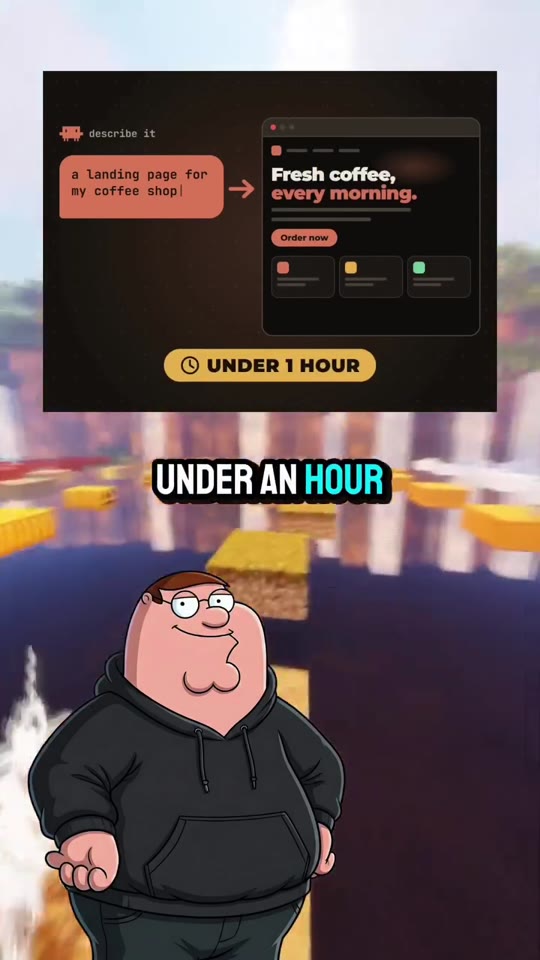 describe it
a landing page for
my coffee shop
Fresh coffee,
every morning.
Order now
UNDER 1 HOUR
UNDER AN HOUR